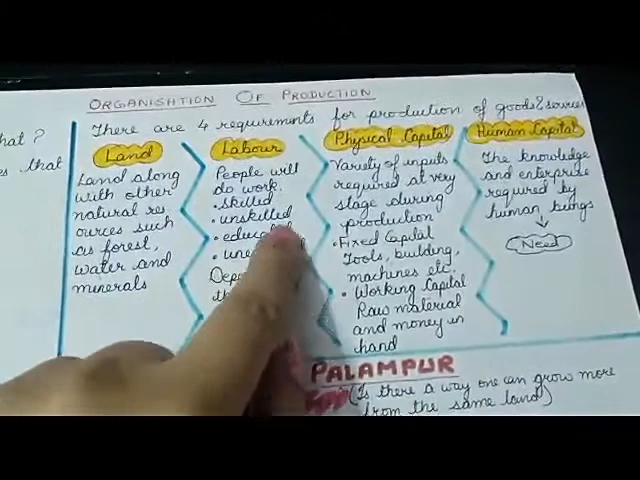 ORGANISATION OF PRODUCTION
hat?
There are 4 requirements for production of goods & sources
s that
Land
Land along
with other
natural res
ources such
as forest,
water and
minerals
Labour
People will
do work.
• skilled
• unskilled
•
• une
Physical Capital
Variety of inputs
required at very
stage during
production
• Fixed Capital
Tools, building,
machines etc.
• Working Capital
Raw material
and money in
hand
Human Capital
The knowledge
and enterprise
required by
human bungs
Need
PALAMPUR
(Is there a way one can grow more
from the same land)